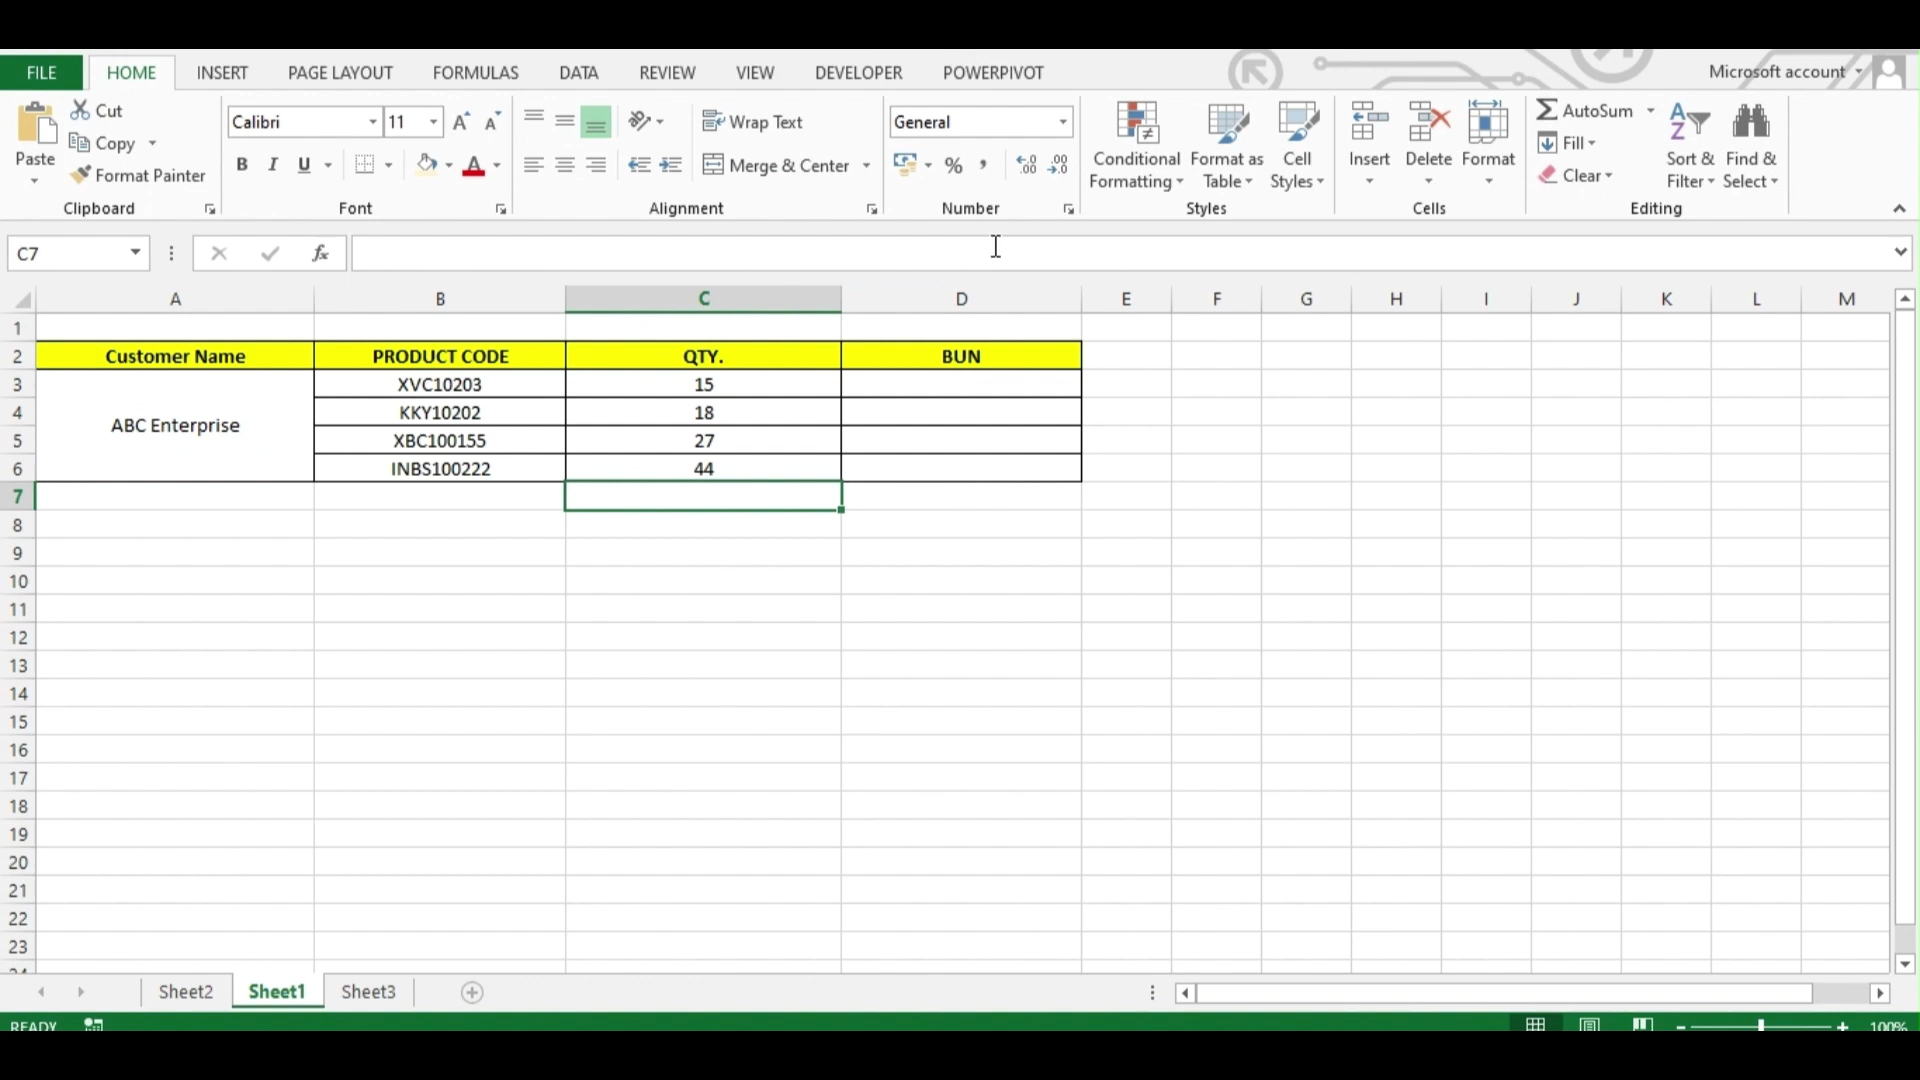 FILE HOME INSERT PAGE LAYOUT FORMULAS DATA REVIEW VIEW DEVELOPER POWERPIVOT Microsoft account
Cut
Copy
Format Painter
Paste
Clipboard
Calibri 11
B I U A
Font
Wrap Text
Merge & Center
Alignment
General
% ,
Number
Conditional Formatting
Format as Table
Cell Styles
Styles
Insert Delete Format
Cells
AutoSum
Fill
Clear
Sort & Filter
Find & Select
Editing
C7 fx
A B C D E F G H I J K L M
1
2 Customer Name PRODUCT CODE QTY. BUN
3 XVC10203 15
4 KKY10202 18
ABC Enterprise
5 XBC100155 27
6 INBS100222 44
7
8
9
10
11
12
13
14
15
16
17
18
19
20
21
22
23
24
Sheet2 Sheet1 Sheet3
READY 100%